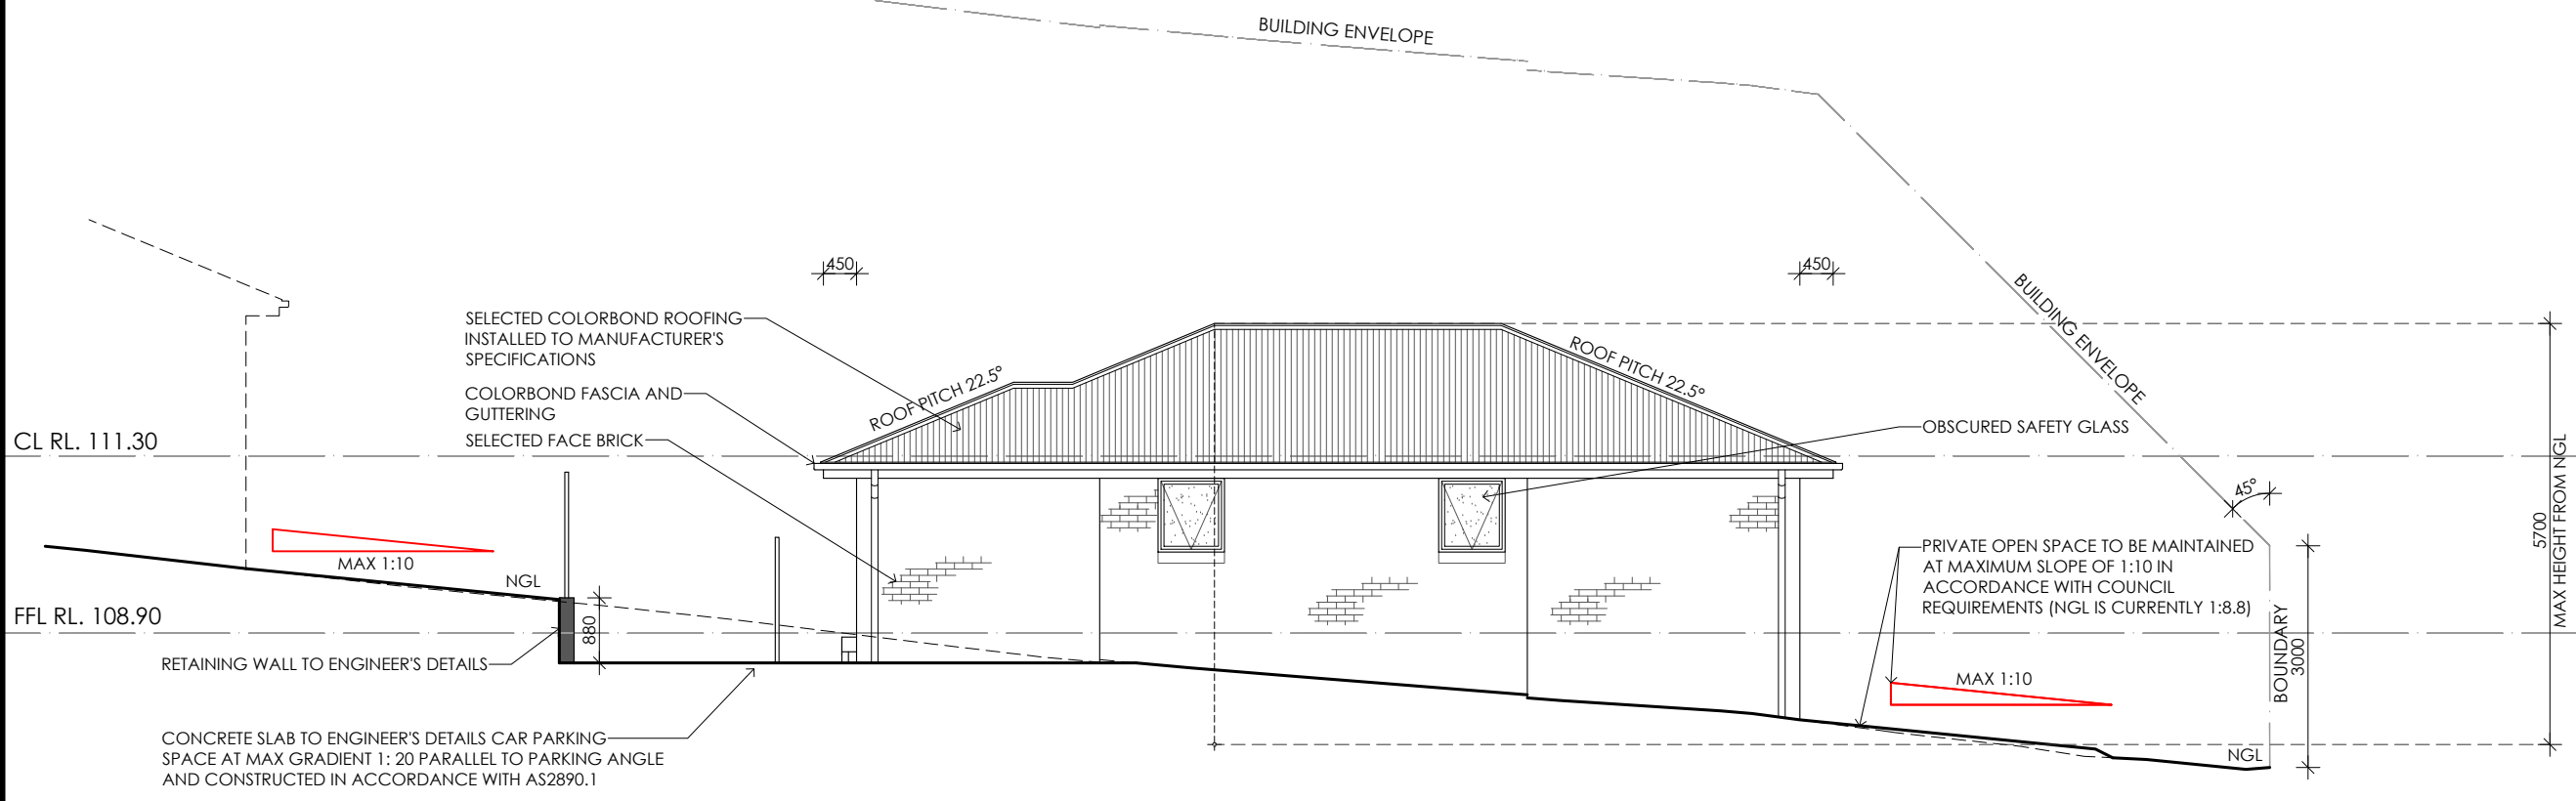 BUILDING ENVELOPE
450
450
SELECTED COLORBOND ROOFING
INSTALLED TO MANUFACTURER'S
SPECIFICATIONS
COLORBOND FASCIA AND
GUTTERING
SELECTED FACE BRICK
ROOF PITCH 22.5°
ROOF PITCH 22.5°
BUILDING ENVELOPE
OBSCURED SAFETY GLASS
CL RL. 111.30
45°
5700
MAX HEIGHT FROM NGL
MAX 1:10
NGL
PRIVATE OPEN SPACE TO BE MAINTAINED
AT MAXIMUM SLOPE OF 1:10 IN
ACCORDANCE WITH COUNCIL
REQUIREMENTS (NGL IS CURRENTLY 1:8.8)
FFL RL. 108.90
880
BOUNDARY
3000
RETAINING WALL TO ENGINEER'S DETAILS
MAX 1:10
CONCRETE SLAB TO ENGINEER'S DETAILS CAR PARKING
SPACE AT MAX GRADIENT 1: 20 PARALLEL TO PARKING ANGLE
AND CONSTRUCTED IN ACCORDANCE WITH AS2890.1
NGL